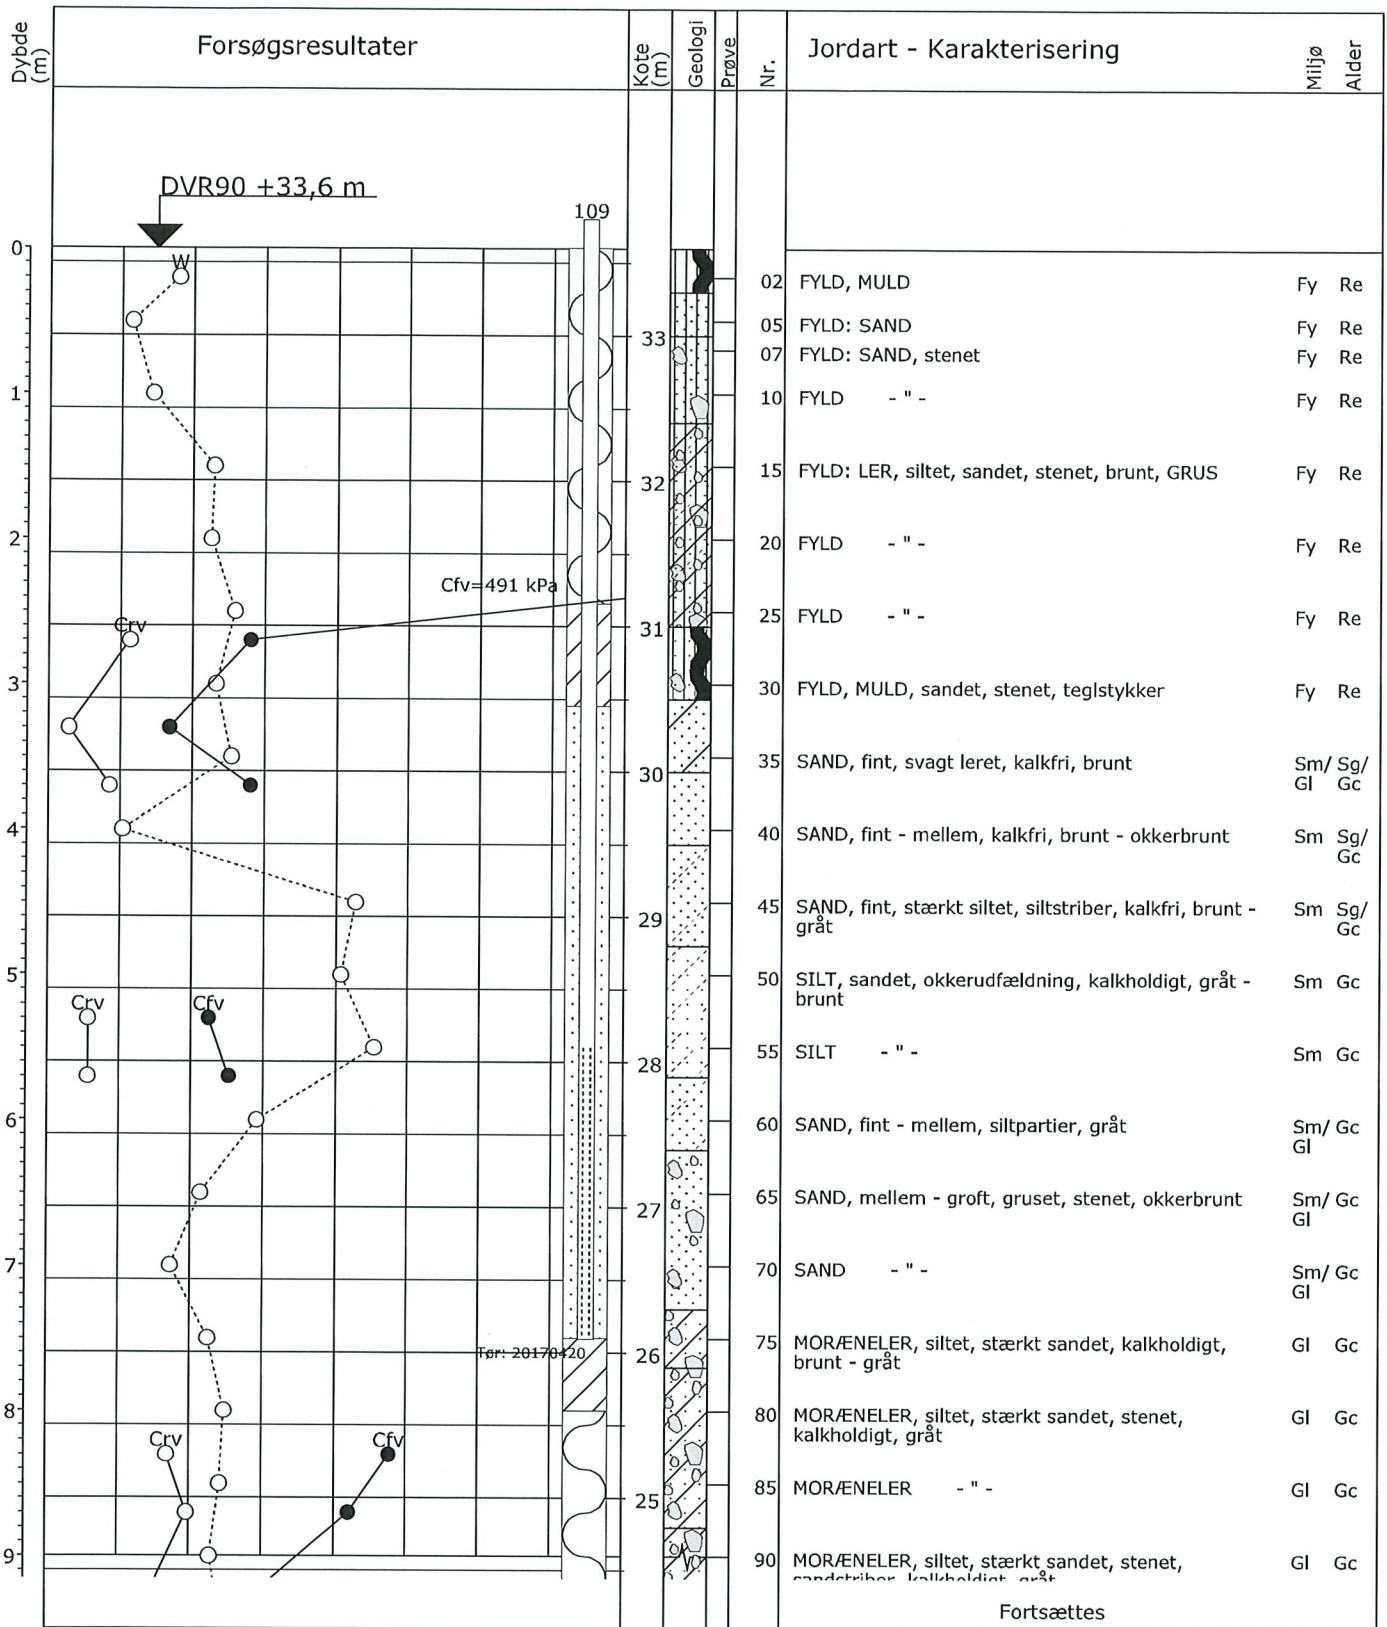 Dybde
(m)
Forsøgsresultater
Kote
(m)
Geologi
Prøve
Nr.
Jordart - Karakterisering
Miljø
Alder
DVR90 +33,6 m
109
0
W
02 FYLD, MULD Fy Re
05 FYLD: SAND Fy Re
33
07 FYLD: SAND, stenet Fy Re
1
10 FYLD - " - Fy Re
15 FYLD: LER, siltet, sandet, stenet, brunt, GRUS Fy Re
32
2
20 FYLD - " - Fy Re
Cfv=491 kPa
25 FYLD - " - Fy Re
Crv
31
3
30 FYLD, MULD, sandet, stenet, teglstykker Fy Re
35 SAND, fint, svagt leret, kalkfri, brunt Sm/ Sg/
Gl Gc
30
4
40 SAND, fint - mellem, kalkfri, brunt - okkerbrunt Sm Sg/
Gc
45 SAND, fint, stærkt siltet, siltstriber, kalkfri, brunt - Sm Sg/
gråt Gc
29
5
50 SILT, sandet, okkerudfældning, kalkholdigt, gråt - Sm Gc
brunt
Crv Cfv
55 SILT - " - Sm Gc
28
6
60 SAND, fint - mellem, siltpartier, gråt Sm/ Gc
Gl
65 SAND, mellem - groft, gruset, stenet, okkerbrunt Sm/ Gc
Gl
27
7
70 SAND - " - Sm/ Gc
Gl
75 MORÆNELER, siltet, stærkt sandet, kalkholdigt, Gl Gc
brunt - gråt
Tør: 20170420
26
8
80 MORÆNELER, siltet, stærkt sandet, stenet, Gl Gc
kalkholdigt, gråt
Crv Cfv
85 MORÆNELER - " - Gl Gc
25
9
90 MORÆNELER, siltet, stærkt sandet, stenet, Gl Gc
sandstriber, kalkholdigt, gråt
Fortsættes